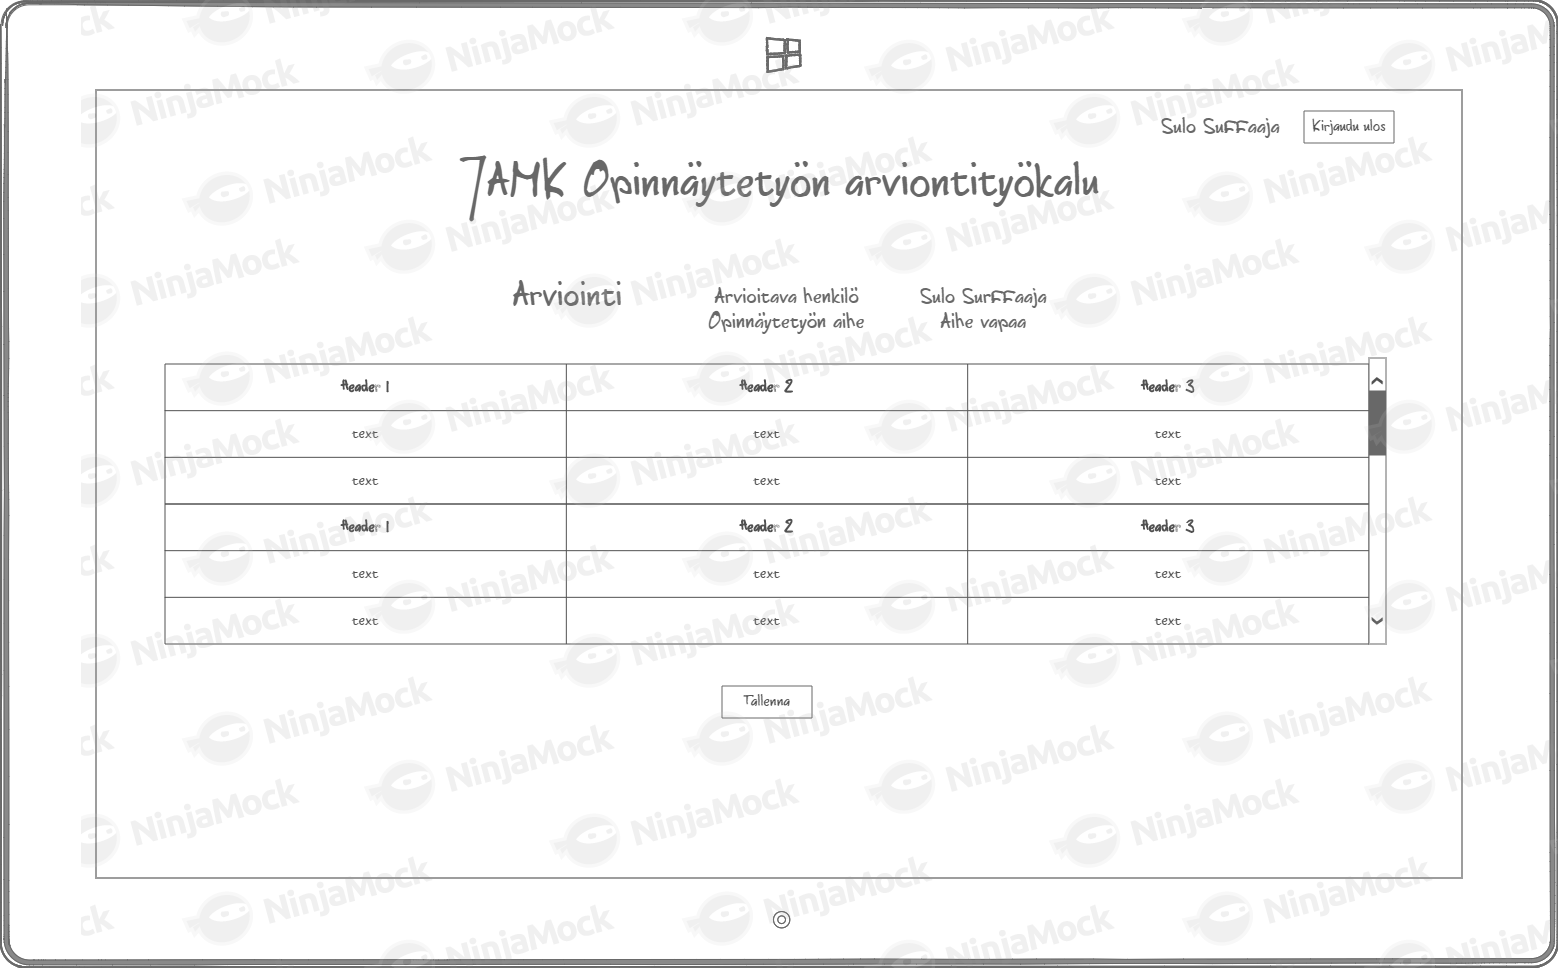 Sulo SuFFaaja
Kirjaudu ulos
JAMK Opinnäytetyön arviontityökalu
Arviointi
Arvioitava henkilö
Sulo SurFFaaja
Opinnäytetyön aihe
Aihe vapaa
Header 1 Header 2 Header 3
text text text
text text text
Header 1 Header 2 Header 3
text text text
text text text
Tallenna
NinjaMock